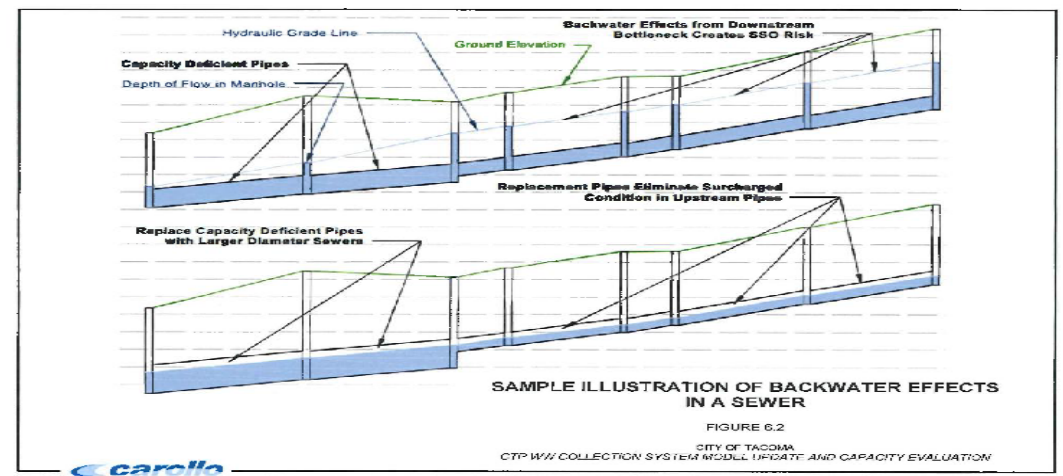 Hydraulic Grade Line
Backwater Effects from Downstream
Bottleneck Creates SSO Risk
Ground Elevation
Capacity Deficient Pipes
Depth of Flow in Manhole
Replacement Pipes Eliminate Surcharged
Condition in Upstream Pipes
Replace Capacity Deficient Pipes
with Larger Diameter Sewers
SAMPLE ILLUSTRATION OF BACKWATER EFFECTS
IN A SEWER
FIGURE 6.2
CITY OF TACOMA
CTP WW COLLECTION SYSTEM MODEL UPDATE AND CAPACITY EVALUATION
carollo